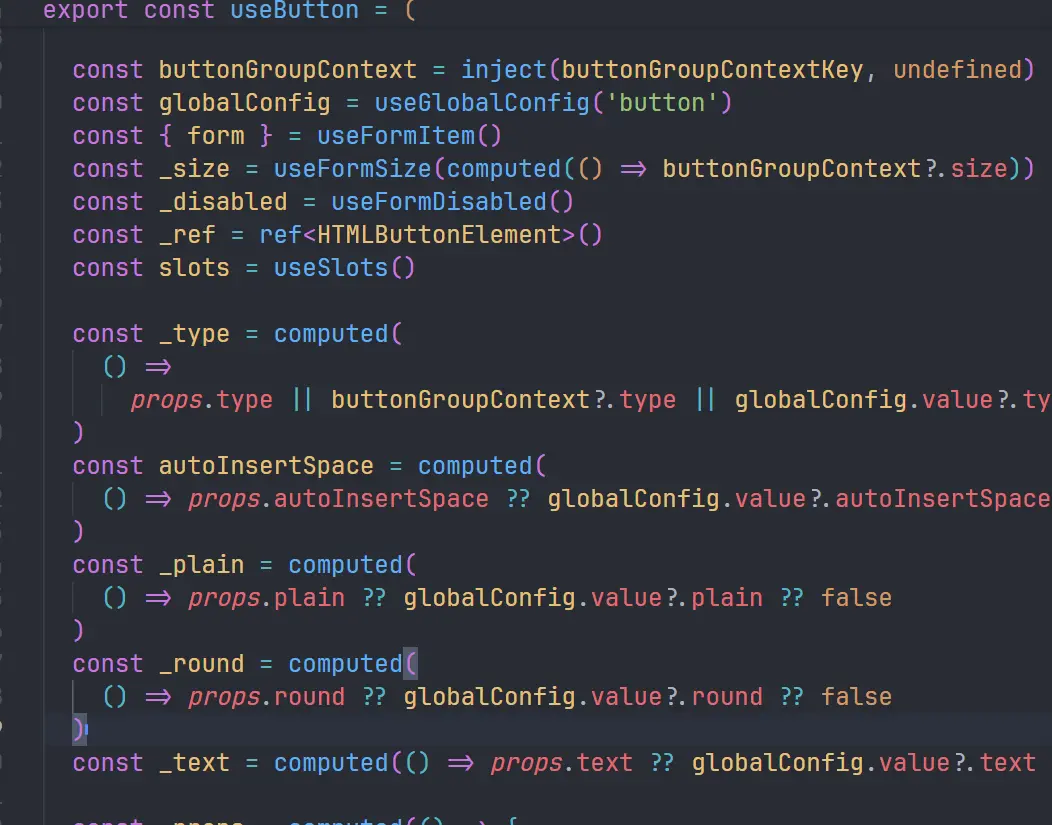 export const useButton = (
const buttonGroupContext = inject(buttonGroupContextKey, undefined)
const globalConfig = useGlobalConfig('button')
const { form } = useFormItem()
const _size = useFormSize(computed(() => buttonGroupContext?.size))
const _disabled = useFormDisabled()
const _ref = ref<HTMLButtonElement>()
const slots = useSlots()
const _type = computed(
() =>
props.type || buttonGroupContext?.type || globalConfig.value?.ty
)
const autoInsertSpace = computed(
() => props.autoInsertSpace ?? globalConfig.value?.autoInsertSpace
)
const _plain = computed(
() => props.plain ?? globalConfig.value?.plain ?? false
)
const _round = computed(
() => props.round ?? globalConfig.value?.round ?? false
)
const _text = computed(() => props.text ?? globalConfig.value?.text